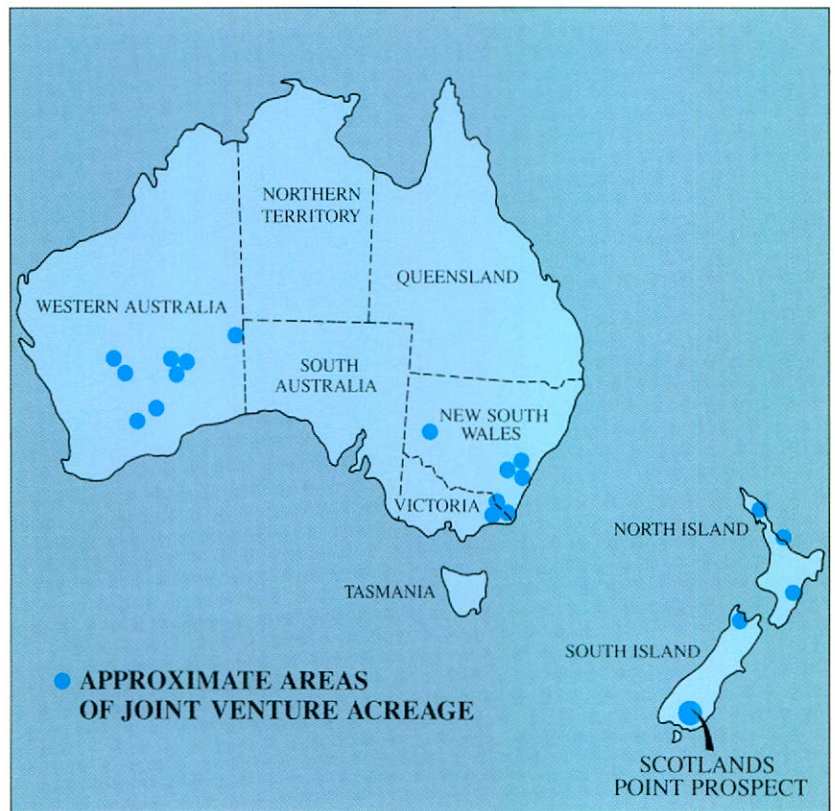 NORTHERN
TERRITORY
QUEENSLAND
WESTERN AUSTRALIA
SOUTH
AUSTRALIA
NEW SOUTH
WALES
VICTORIA
NORTH ISLAND
TASMANIA
SOUTH ISLAND
APPROXIMATE AREAS
OF JOINT VENTURE ACREAGE
SCOTLANDS
POINT PROSPECT